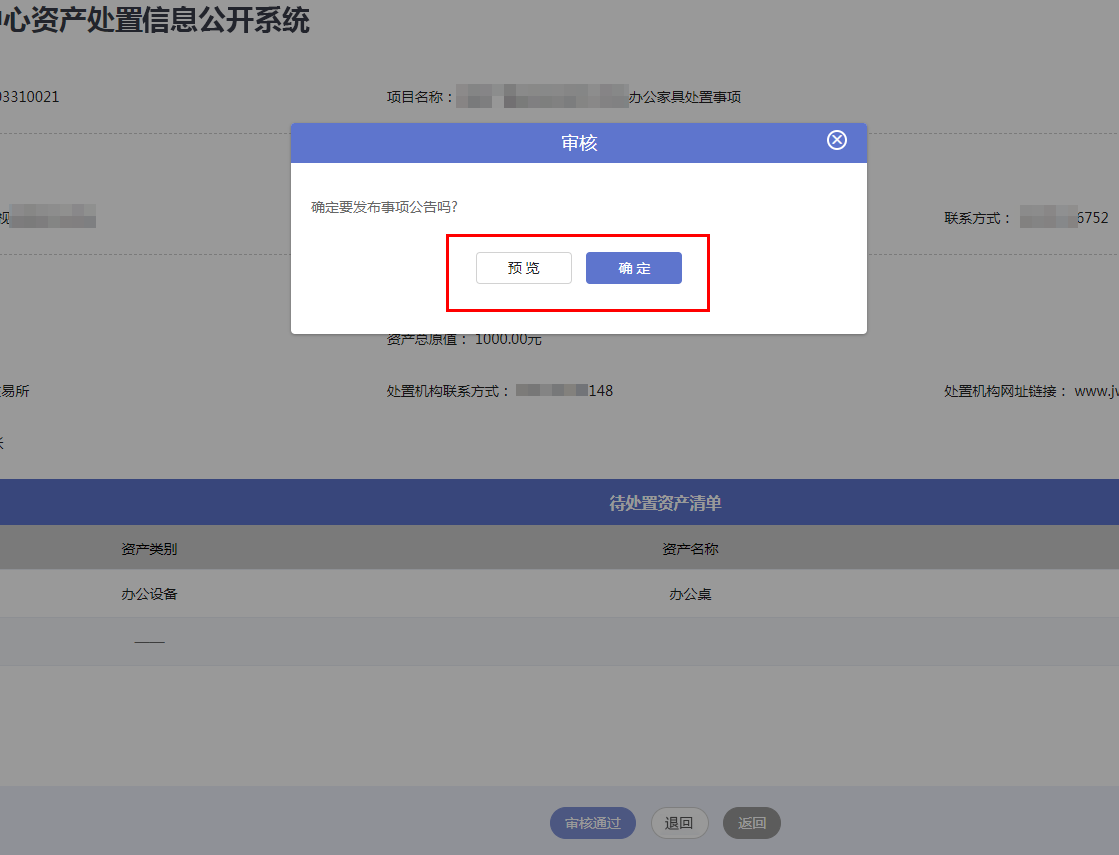 心资产处置信息公开系统
03310021
项目名称：
办公家具处置事项
审核
确定要发布事项公告吗?
视
联系方式：
6752
预 览
确 定
资产总原值： 1000.00元
易所
处置机构联系方式：
148
处置机构网址链接： www.jv
待处置资产清单
资产类别
资产名称
办公设备
办公桌
——
审核通过
退回
返回